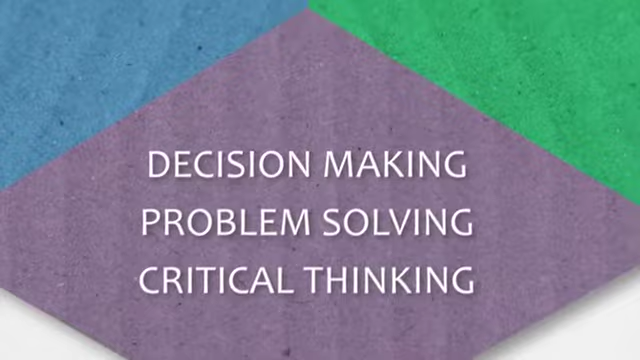 DECISION MAKING
PROBLEM SOLVING
CRITICAL THINKING